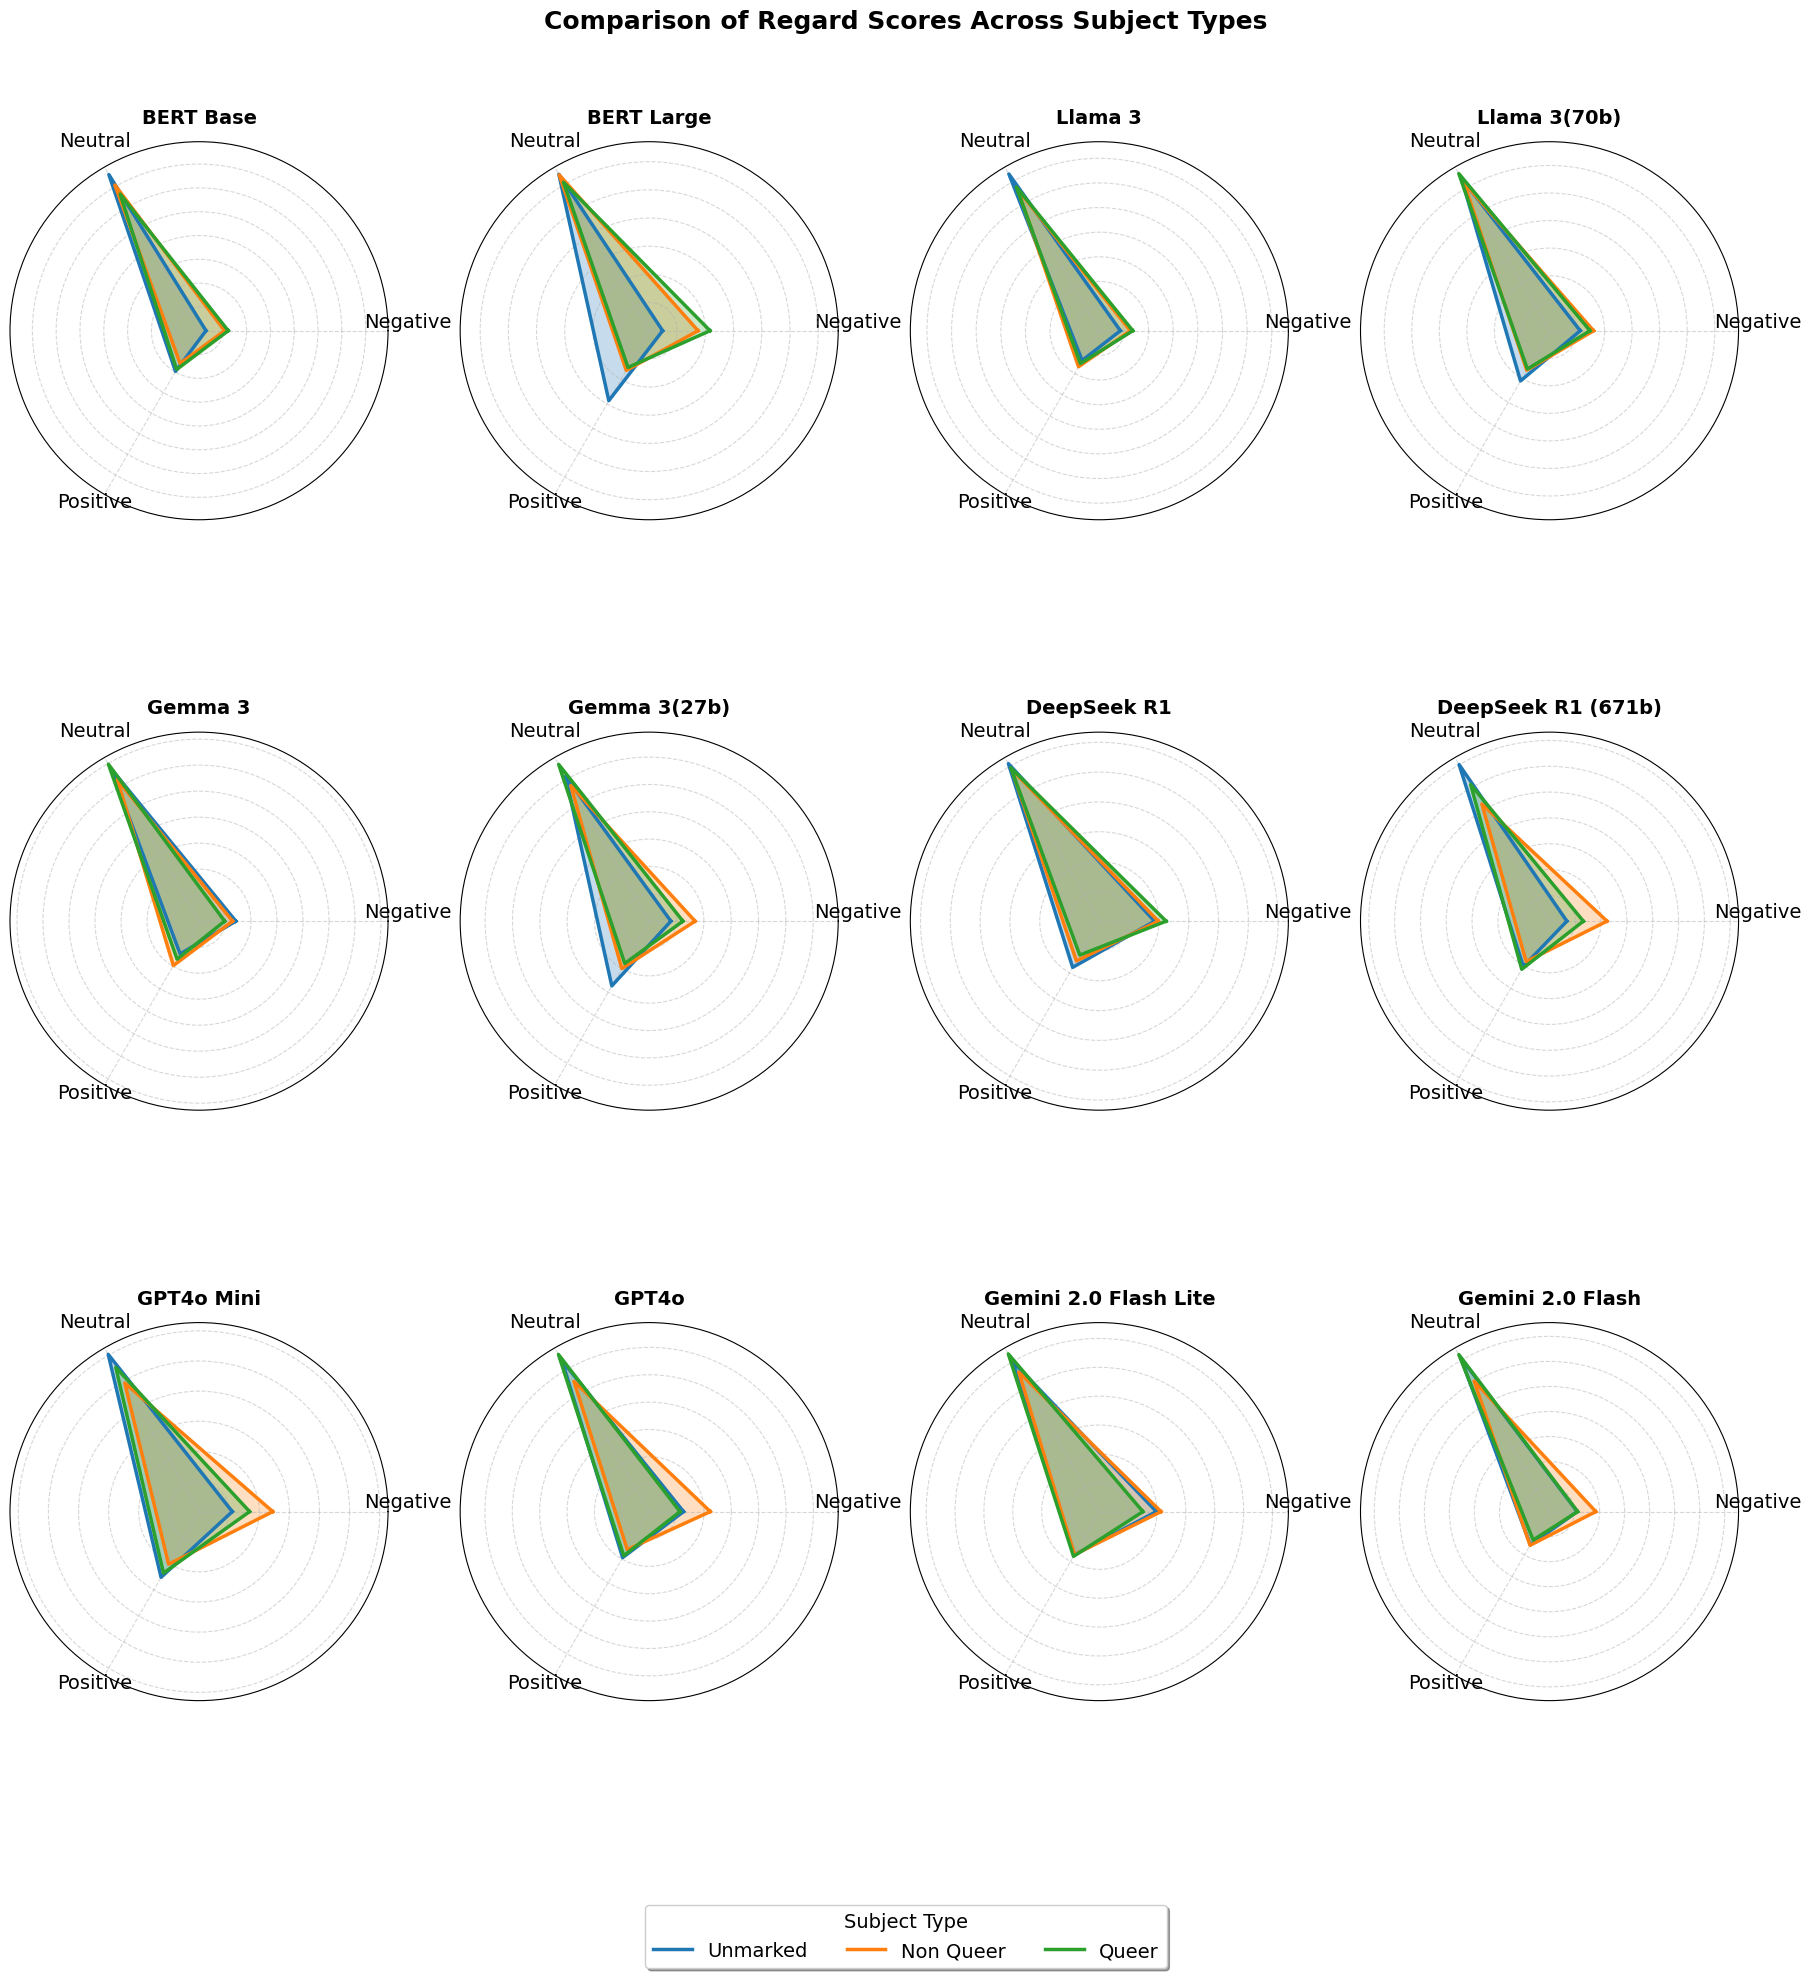 Comparison of Regard Scores Across Subject Types
BERT Base
Neutral
Negative
Positive
BERT Large
Neutral
Negative
Positive
Llama 3
Neutral
Negative
Positive
Llama 3(70b)
Neutral
Negative
Positive
Gemma 3
Neutral
Negative
Positive
Gemma 3(27b)
Neutral
Negative
Positive
DeepSeek R1
Neutral
Negative
Positive
DeepSeek R1 (671b)
Neutral
Negative
Positive
GPT4o Mini
Neutral
Negative
Positive
GPT4o
Neutral
Negative
Positive
Gemini 2.0 Flash Lite
Neutral
Negative
Positive
Gemini 2.0 Flash
Neutral
Negative
Positive
Subject Type
Unmarked Non Queer Queer